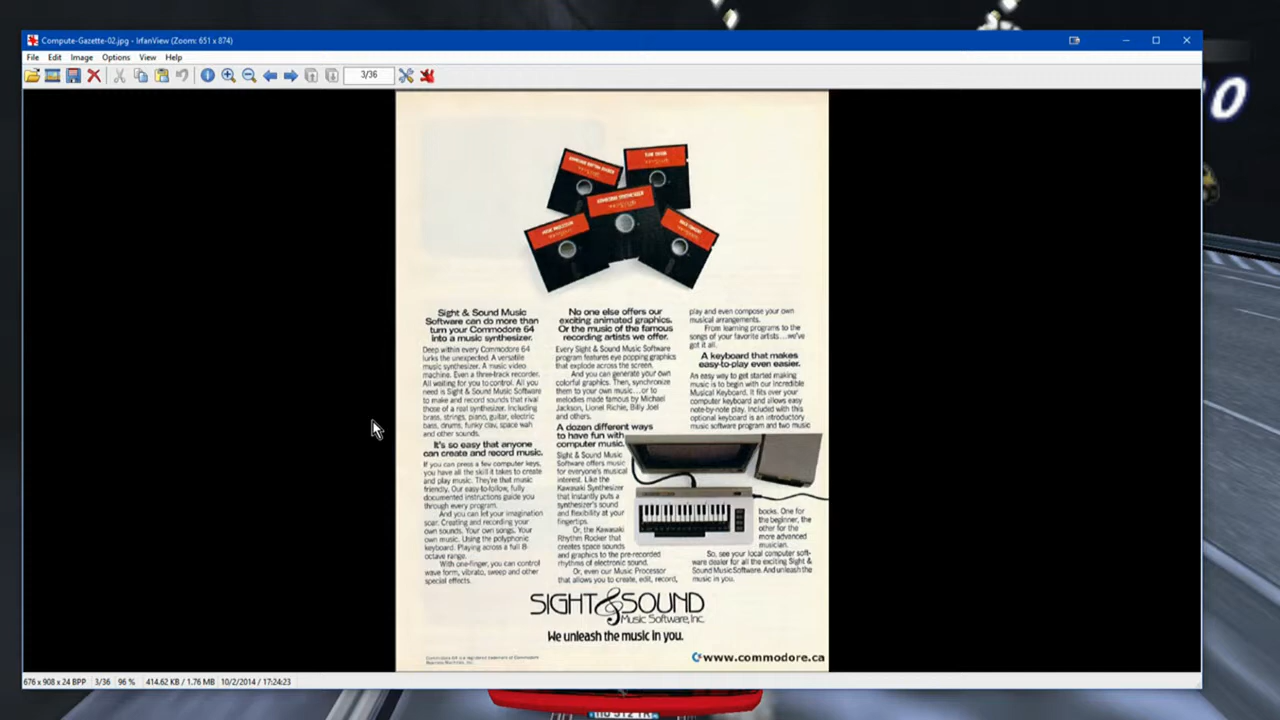 Compute-Gazette-02.jpg - IrfanView (Zoom: 651 x 874)
File Edit Image Options View Help
3/36
0
Sight & Sound Music
Software can do more than
turn your Commodore 64
into a music synthesizer.
Deep within every Commodore 64
lurks the unexpected. A versatile
music synthesizer. A music video
machine. Even a three-track recorder.
All waiting for you to control. All you
need is Sight & Sound Music Software
to make and record sounds that rival
those of a real synthesizer. Including
brass, strings, piano, guitar, electric
bass, drums, funky clav, space wah
and other sounds.
It's so easy that anyone
can create and record music.
If you can press a few computer keys,
you have all the skill it takes to create
and play music. They're that music
friendly. Our easy-to-follow, fully
documented instructions guide you
through every program.
And you can let your imagination
soar. Creating and recording your
own sounds. Your own songs. Your
own music. Using the polyphonic
keyboard. Playing across a full 8-
octave range.
With one-finger, you can control
wave form, vibrato, sweep and other
special effects.
No one else offers our
exciting animated graphics.
Or the music of the famous
recording artists we offer.
Every Sight & Sound Music Software
program features eye popping graphics
that explode across the screen.
And you can generate your own
colorful graphics. Then, synchronize
them to your own music...or to
melodies made famous by Michael
Jackson, Lionel Richie, Billy Joel
and others.
A dozen different ways
to have fun with
computer music.
Sight & Sound Music
Software offers music
for everyone's musical
interest. Like the
Kawasaki Synthesizer
that instantly puts a
synthesizer's sound
and flexibility at your
fingertips.
Or, the Kawasaki
Rhythm Rocker that
creates space sounds
and graphics to the pre-recorded
rhythms of electronic sound.
Or, even our Music Processor
that allows you to create, edit, record,
play and even compose your own
musical arrangements.
From learning programs to the
songs of your favorite artists...we've
got it all.
A keyboard that makes
easy-to-play even easier.
An easy way to get started making
music is to begin with our Incredible
Musical Keyboard. It fits over your
computer keyboard and allows easy
note-by-note play. Included with this
optional keyboard is an introductory
music software program and two music
books. One for
the beginner, the
other for the
more advanced
musician.
So, see your local computer soft-
ware dealer for all the exciting Sight &
Sound Music Software. And unleash the
music in you.
SIGHT & SOUND
Music Software, Inc.
We unleash the music in you.
Commodore 64 is a registered trademark of Commodore
Business Machines, Inc.
www.commodore.ca
676 x 908 x 24 BPP 3/36 96 % 414.62 KB / 1.76 MB 10/2/2014 / 17:24:23